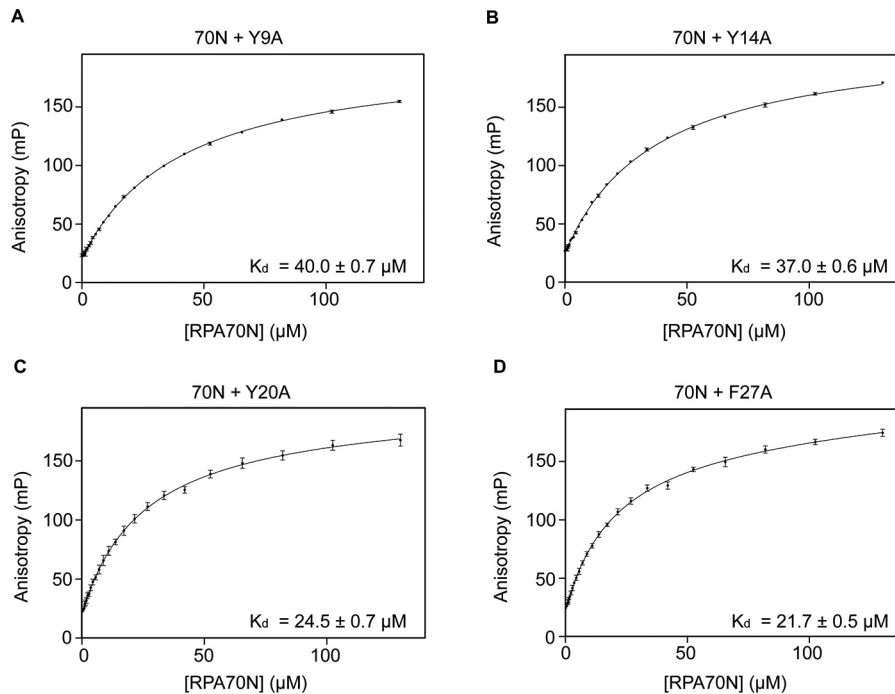 A
70N + Y9A
Anisotropy (mP)
150
100
50
0
0 50 100
[RPA70N] (µM)
Kd = 40.0 ± 0.7 µM
B
70N + Y14A
Anisotropy (mP)
150
100
50
0
0 50 100
[RPA70N] (µM)
Kd = 37.0 ± 0.6 µM
C
70N + Y20A
Anisotropy (mP)
150
100
50
0
0 50 100
[RPA70N] (µM)
Kd = 24.5 ± 0.7 µM
D
70N + F27A
Anisotropy (mP)
150
100
50
0
0 50 100
[RPA70N] (µM)
Kd = 21.7 ± 0.5 µM